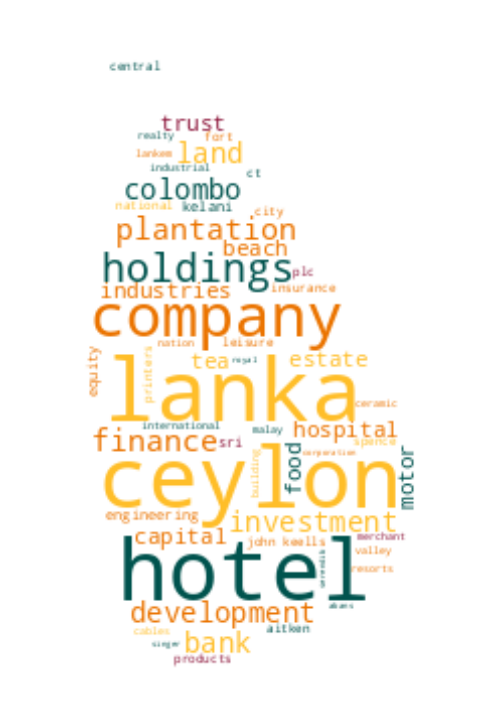 central
trust
realty fort
lankem land
industrial
ct
colombo
national kelani
city
plantation
beach
holdings plc
industries insurance
company
nation leisure
equity
printers
tea royal estate
lanka
ceramic
international malay hospital
finance sri spence
building
food
corporation
motor
ceylon
engineering investment
capital john keells merchant
valley
hotel
serendib
resorts
akans
development
aitken
cables
singer bank
products